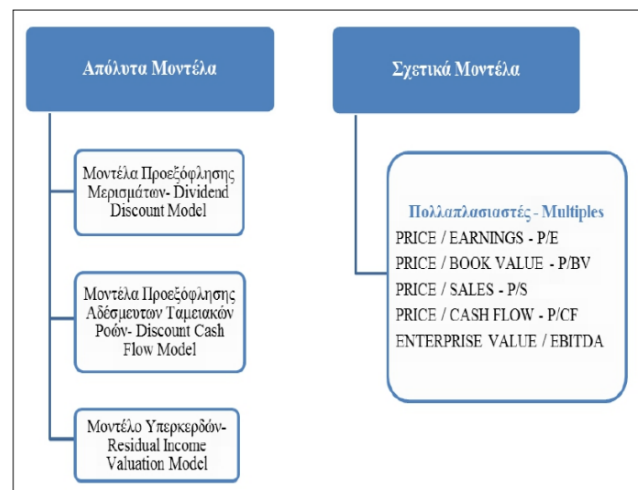 Απόλυτα Μοντέλα
Μοντέλα Προεξόφλησης
Μερισμάτων- Dividend
Discount Model
Μοντέλα Προεξόφλησης
Αδέσμευτων Ταμειακών
Ροών- Discount Cash
Flow Model
Μοντέλο Υπερκερδών-
Residual Income
Valuation Model
Σχετικά Μοντέλα
Πολλαπλασιαστές - Multiples
PRICE / EARNINGS - P/E
PRICE / BOOK VALUE - P/BV
PRICE / SALES - P/S
PRICE / CASH FLOW - P/CF
ENTERPRISE VALUE / EBITDA